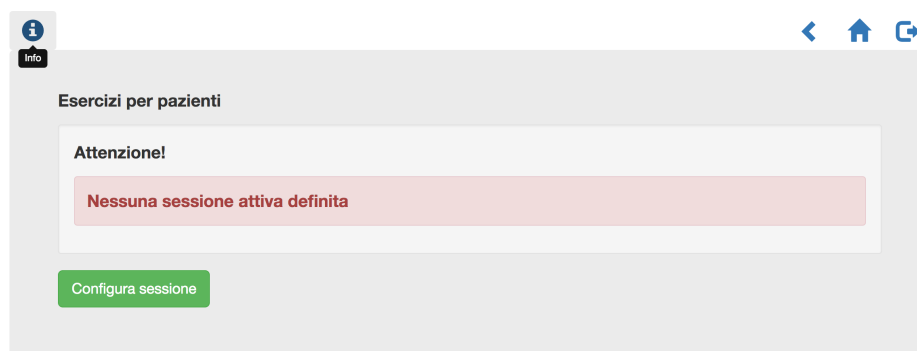 Info
Esercizi per pazienti
Attenzione!
Nessuna sessione attiva definita
Configura sessione